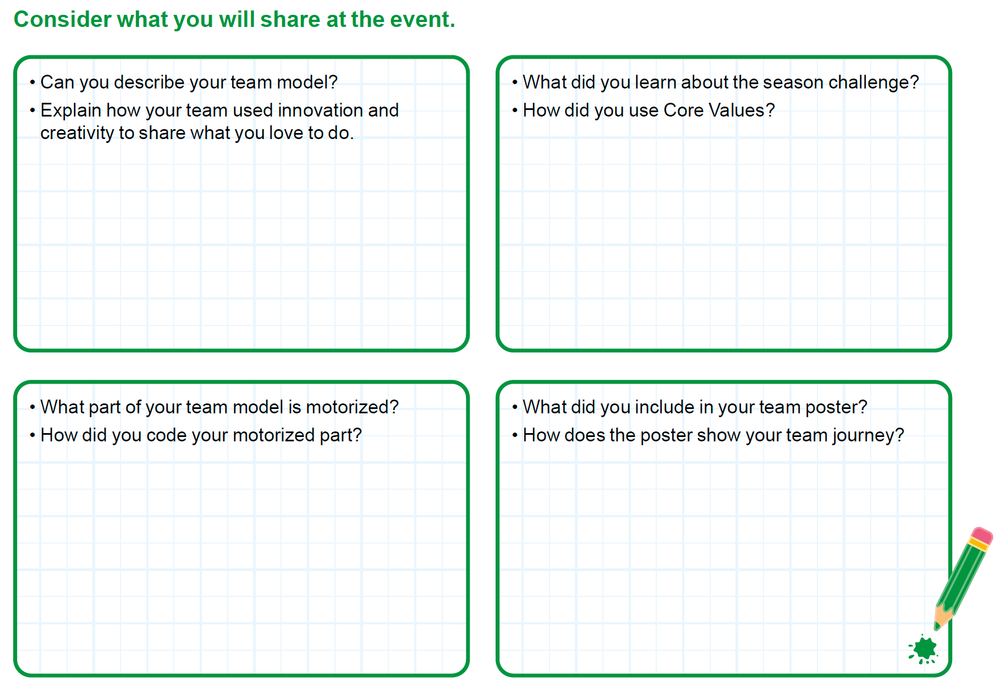 Consider what you will share at the event.
• Can you describe your team model?
• Explain how your team used innovation and
creativity to share what you love to do.
• What did you learn about the season challenge?
• How did you use Core Values?
• What part of your team model is motorized?
• How did you code your motorized part?
• What did you include in your team poster?
• How does the poster show your team journey?